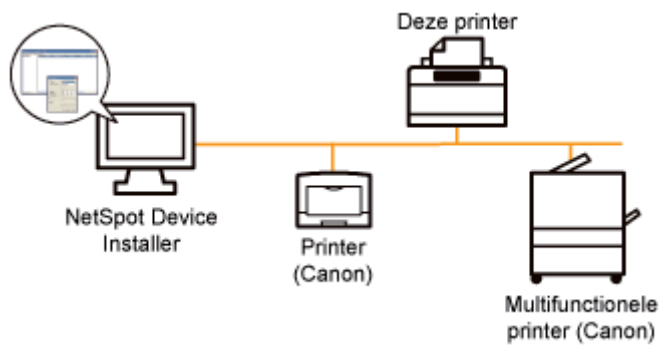 Deze printer
NetSpot Device
Installer
Printer
(Canon)
Multifunctionele
printer (Canon)